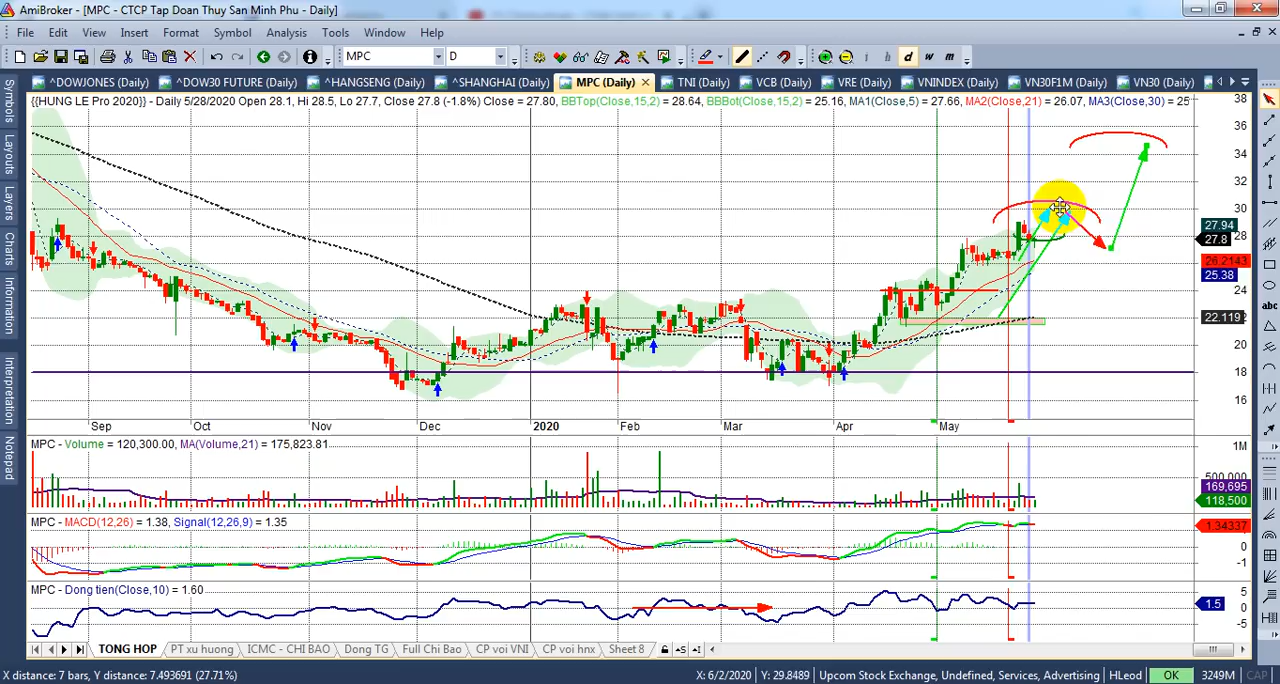 AmiBroker - [MPC - CTCP Tap Doan Thuy San Minh Phu - Daily]
File Edit View Insert Format Symbol Analysis Tools Window Help
MPC D i h d w m
^DOWJONES (Daily) ^DOW30 FUTURE (Daily) ^HANGSENG (Daily) ^SHANGHAI (Daily) MPC (Daily) TNI (Daily) VCB (Daily) VRE (Daily) VNINDEX (Daily) VN30F1M (Daily) VN30 (Daily)
{{HUNG LE Pro 2020}} - Daily 5/28/2020 Open 28.1, Hi 28.5, Lo 27.7, Close 27.8 (-1.8%) Close = 27.80, BBTop(Close,15,2) = 28.64, BBBot(Close,15,2) = 25.16, MA1(Close,5) = 27.66, MA2(Close,21) = 26.07, MA3(Close,30) = 25
Symbols
Layouts
Layers
Charts
Information
Interpretation
Notepad
abc
38
36
34
32
30
28
24
20
18
16
27.94
27.8
26.2143
25.38
22.119
Sep Oct Nov Dec 2020 Feb Mar Apr May
MPC - Volume = 120,300.00, MA(Volume,21) = 175,823.81
1M
500,000
169,695
118,500
MPC - MACD(12,26) = 1.38, Signal(12,26,9) = 1.35
1.34337
0
-1
MPC - Dong tien(Close,10) = 1.60
5
1.5
0
-5
TONG HOP PT xu huong ICMC - CHI BAO Dong TG Full Chi Bao CP voi VNI CP voi hnx Sheet 8
X distance: 7 bars, Y distance: 7.493691 (27.71%) X: 6/2/2020 Y: 29.8489 Upcom Stock Exchange, Undefined, Services, Advertising HLeod OK 3249M CAP